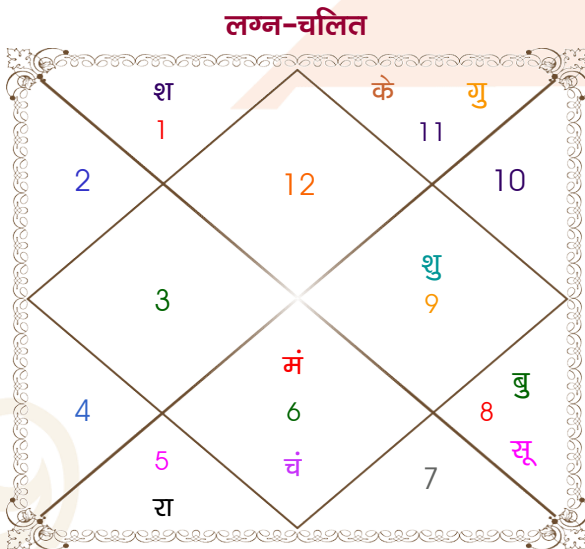 लग्न-चलित
श के गु
1 11
2 12 10
शु
3 9
मं
बु
4 6 8
5 चं 7 सू
रा